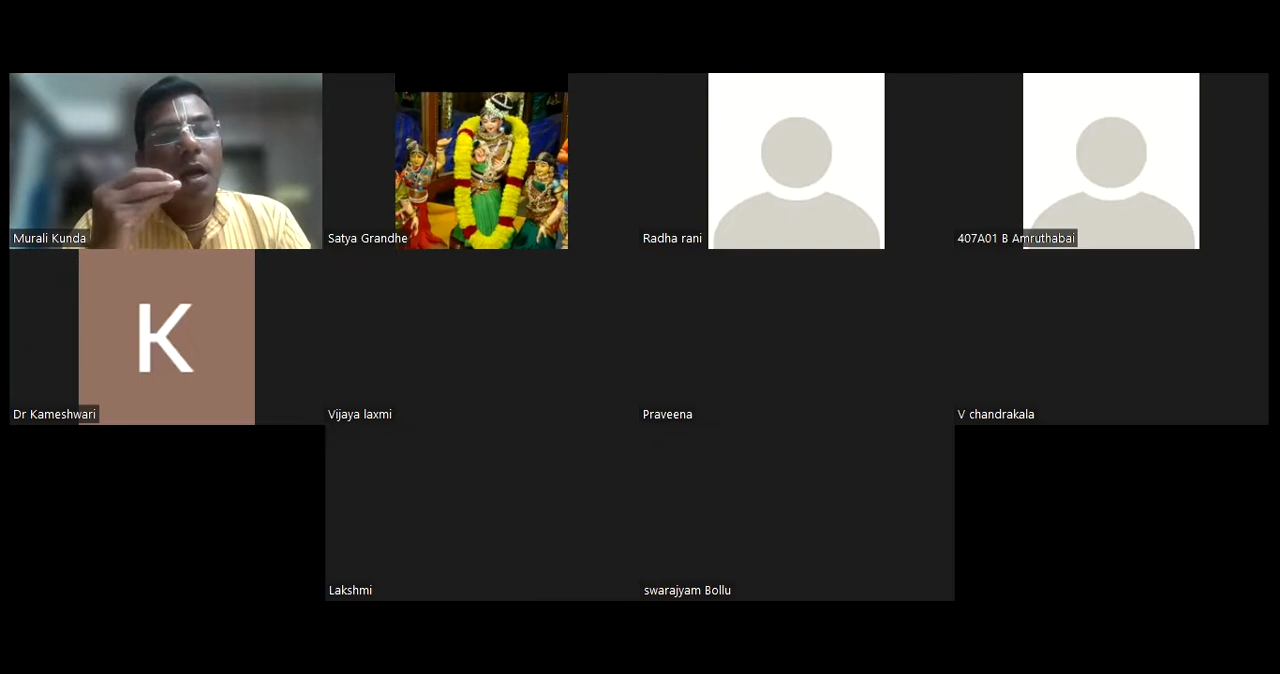 Murali Kunda
Satya Grandhe
Radha rani
407A01 B Amruthabai
K
Dr Kameshwari
Vijaya laxmi
Praveena
V chandrakala
Lakshmi
swarajyam Bollu